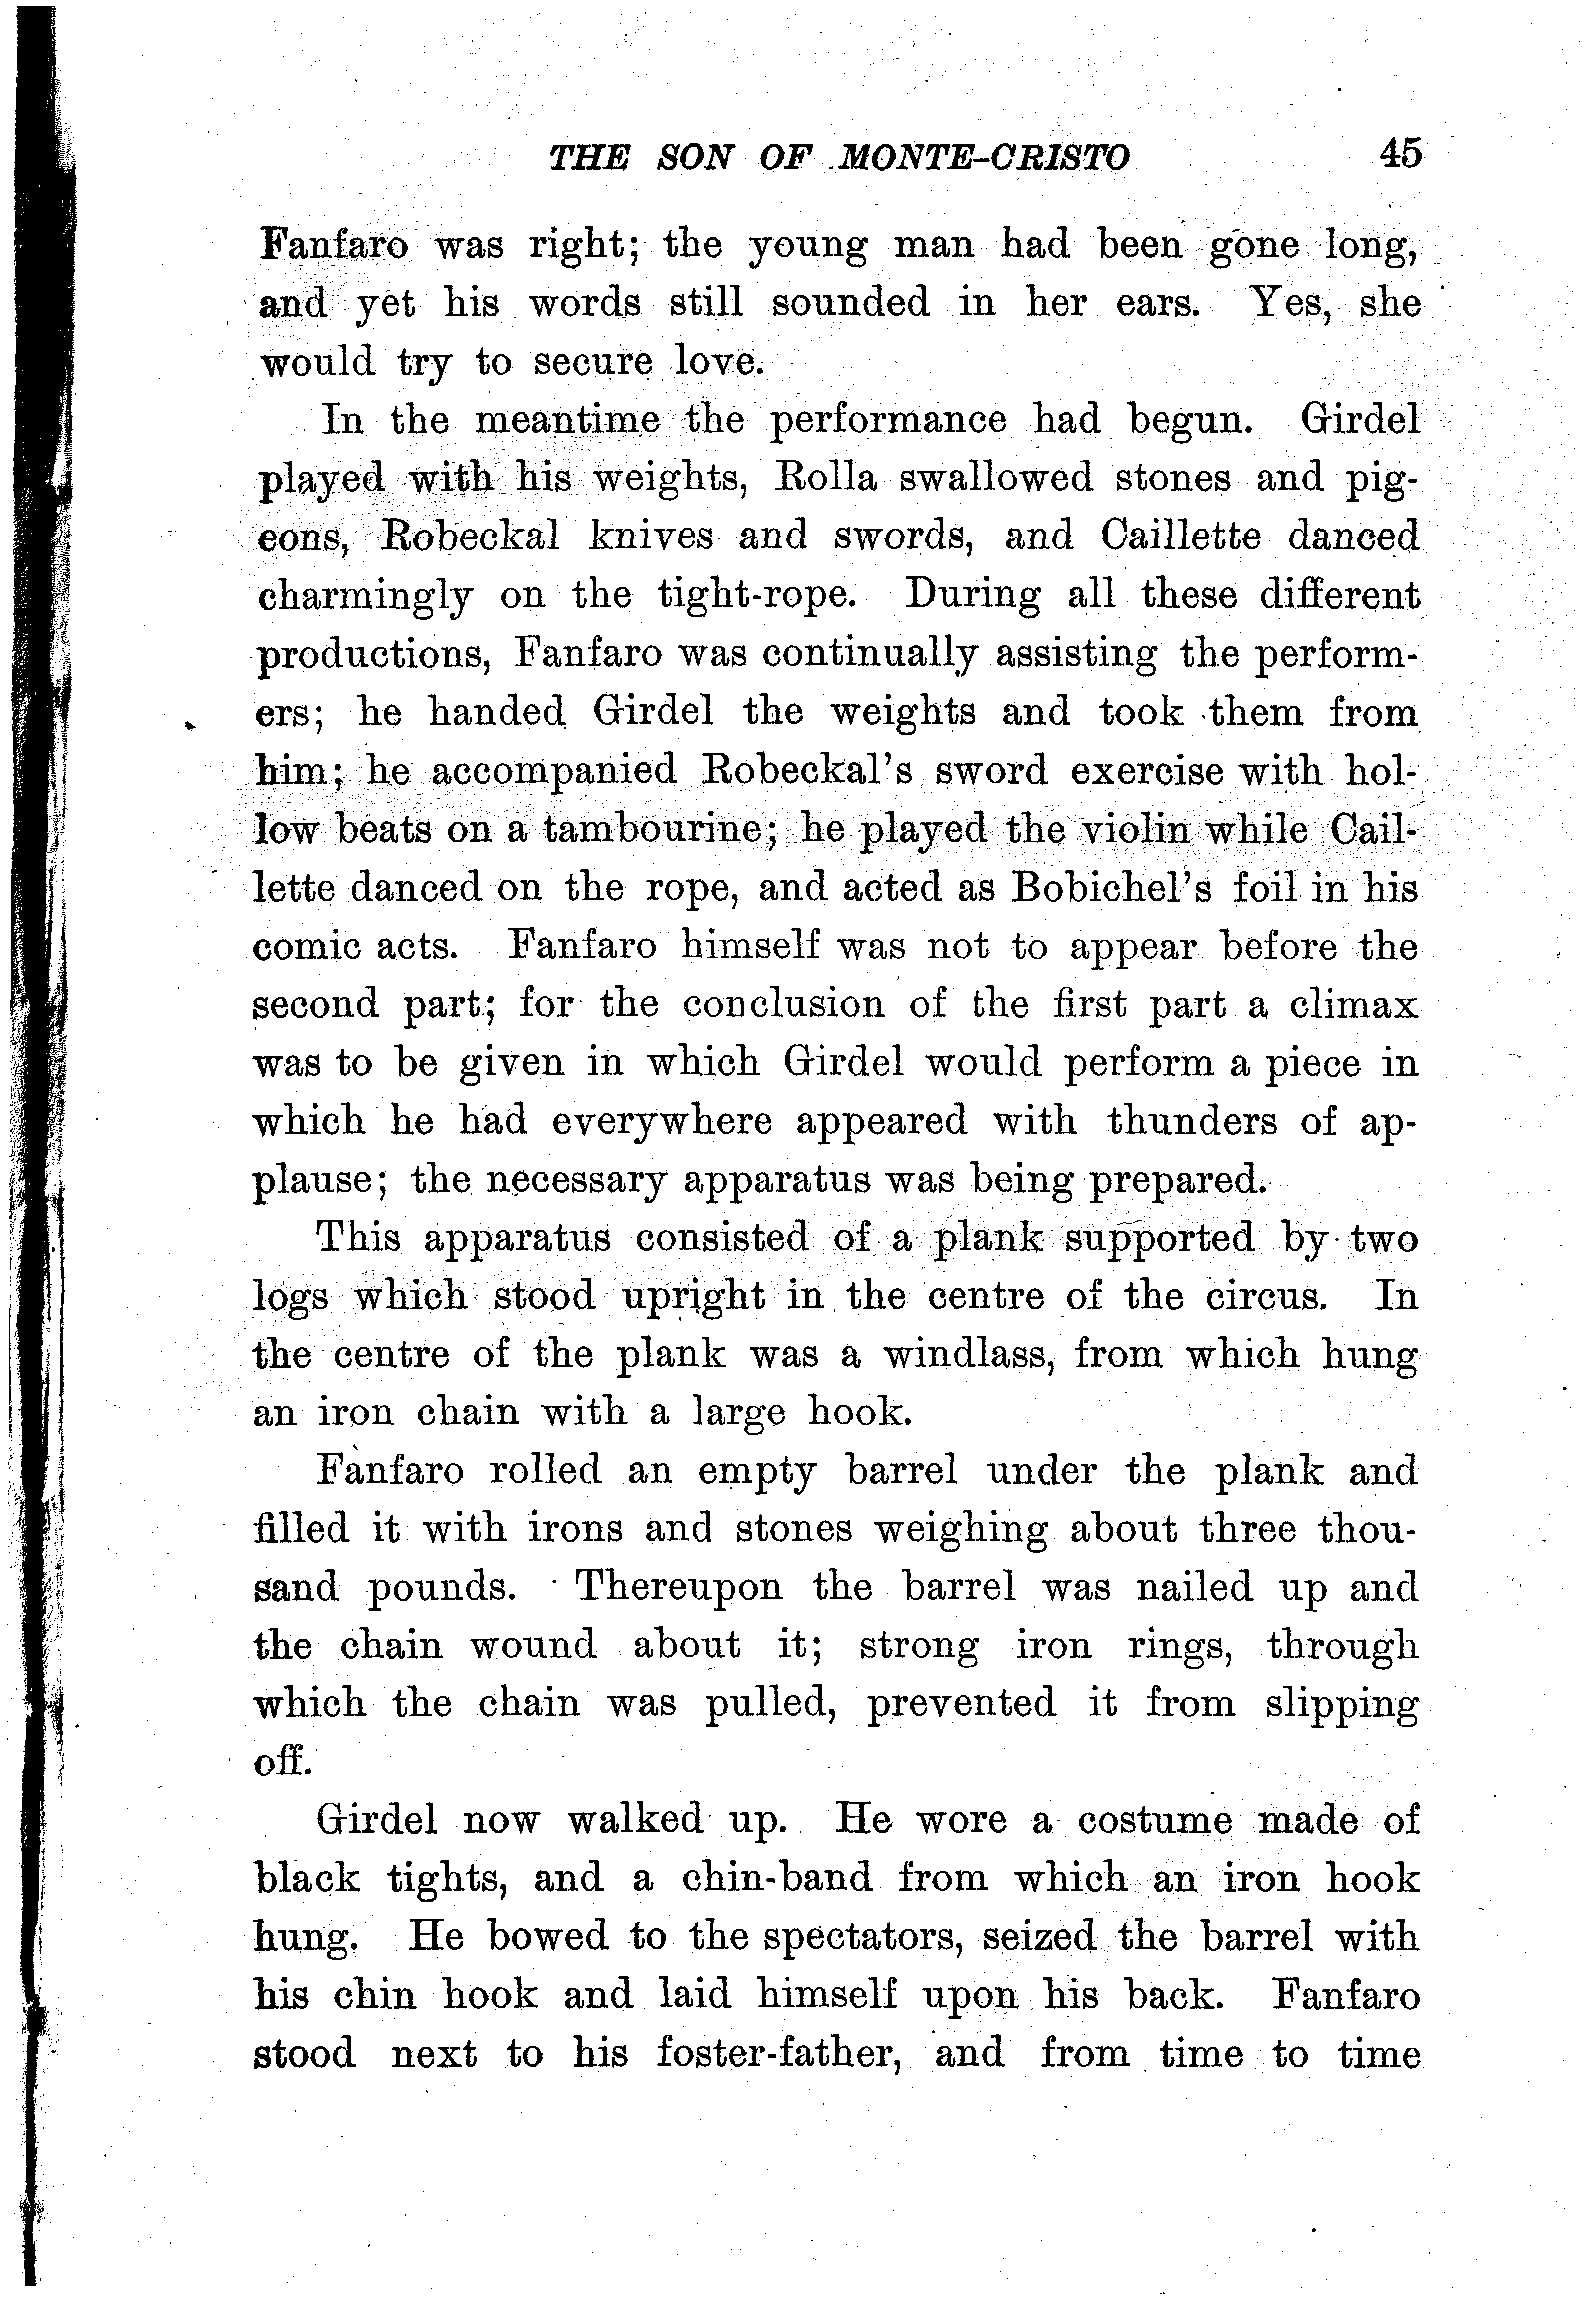 THE SON OF MONTE-CRISTO 45
Fanfaro was right; the young man had been gone long,
and yet his words still sounded in her ears. Yes, she
would try to secure love.
In the meantime the performance had begun. Girdel
played with his weights, Rolla swallowed stones and pig-
eons, Robeckal knives and swords, and Caillette danced
charmingly on the tight-rope. During all these different
productions, Fanfaro was continually assisting the perform-
ers; he handed Girdel the weights and took them from
him; he accompanied Robeckal's sword exercise with hol-
low beats on a tambourine; he played the violin while Cail-
lette danced on the rope, and acted as Bobichel's foil in his
comic acts. Fanfaro himself was not to appear before the
second part; for the conclusion of the first part a climax
was to be given in which Girdel would perform a piece in
which he had everywhere appeared with thunders of ap-
plause; the necessary apparatus was being prepared.
This apparatus consisted of a plank supported by two
logs which stood upright in the centre of the circus. In
the centre of the plank was a windlass, from which hung
an iron chain with a large hook.
Fanfaro rolled an empty barrel under the plank and
filled it with irons and stones weighing about three thou-
sand pounds. Thereupon the barrel was nailed up and
the chain wound about it; strong iron rings, through
which the chain was pulled, prevented it from slipping
off.
Girdel now walked up. He wore a costume made of
black tights, and a chin-band from which an iron hook
hung. He bowed to the spectators, seized the barrel with
his chin hook and laid himself upon his back. Fanfaro
stood next to his foster-father, and from time to time